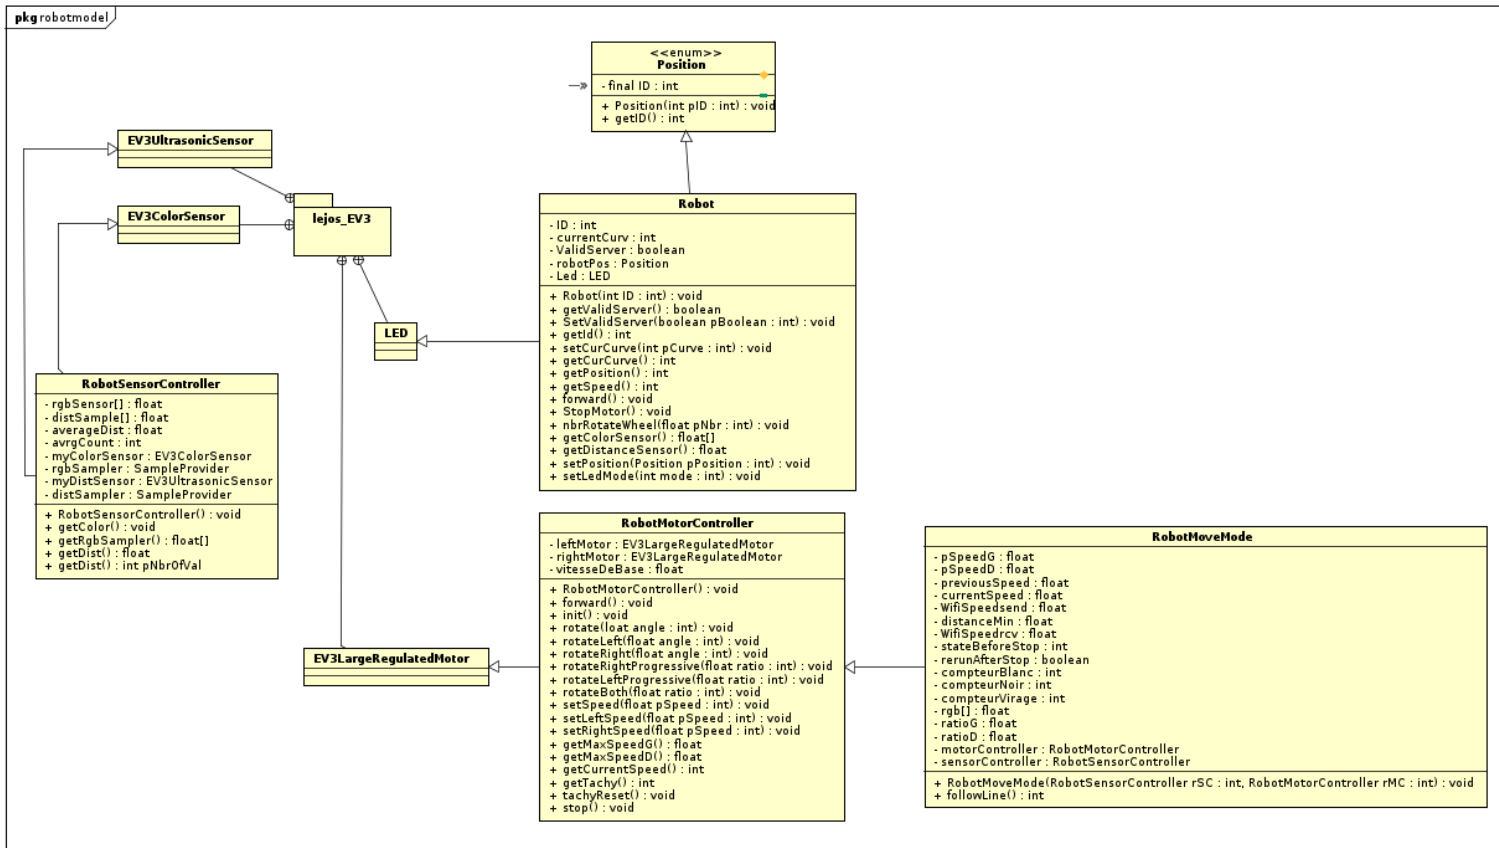 pkg robotmodel
<<enum>>
Position
- final ID : int
+ Position(int pID : int) : void
+ getID() : int
EV3UltrasonicSensor
EV3ColorSensor
lejos_EV3
LED
Robot
- ID : int
- currentCurv : int
- ValidServer : boolean
- robotPos : Position
- Led : LED
+ Robot(int ID : int) : void
+ getValidServer() : boolean
+ SetValidServer(boolean pBoolean : int) : void
+ getId() : int
+ setCurCurve(int pCurve : int) : void
+ getCurCurve() : int
+ getPosition() : int
+ getSpeed() : int
+ forward() : void
+ StopMotor() : void
+ nbrRotateWheel(float pNbr : int) : void
+ getColorSensor() : float[]
+ getDistanceSensor() : float
+ setPosition(Position pPosition : int) : void
+ setLedMode(int mode : int) : void
RobotSensorController
- rgbSensor[] : float
- distSample[] : float
- averageDist : float
- avrgCount : int
- myColorSensor : EV3ColorSensor
- rgbSampler : SampleProvider
- myDistSensor : EV3UltrasonicSensor
- distSampler : SampleProvider
+ RobotSensorController() : void
+ getColor() : void
+ getRgbSampler() : float[]
+ getDist() : float
+ getDist() : int pNbrOfVal
EV3LargeRegulatedMotor
RobotMotorController
- leftMotor : EV3LargeRegulatedMotor
- rightMotor : EV3LargeRegulatedMotor
- vitesseDeBase : float
+ RobotMotorController() : void
+ forward() : void
+ init() : void
+ rotate(loat angle : int) : void
+ rotateLeft(float angle : int) : void
+ rotateRight(float angle : int) : void
+ rotateRightProgressive(float ratio : int) : void
+ rotateLeftProgressive(float ratio : int) : void
+ rotateBoth(float ratio : int) : void
+ setSpeed(float pSpeed : int) : void
+ setLeftSpeed(float pSpeed : int) : void
+ setRightSpeed(float pSpeed : int) : void
+ getMaxSpeedG() : float
+ getMaxSpeedD() : float
+ getCurrentSpeed() : int
+ getTachy() : int
+ tachyReset() : void
+ stop() : void
RobotMoveMode
- pSpeedG : float
- pSpeedD : float
- previousSpeed : float
- currentSpeed : float
- WifiSpeedsend : float
- distanceMin : float
- WifiSpeedrcv : float
- stateBeforeStop : int
- rerunAfterStop : boolean
- compteurBlanc : int
- compteurNoir : int
- compteurVirage : int
- rgb[] : float
- ratioG : float
- ratioD : float
- motorController : RobotMotorController
- sensorController : RobotSensorController
+ RobotMoveMode(RobotSensorController rSC : int, RobotMotorController rMC : int) : void
+ followLine() : int